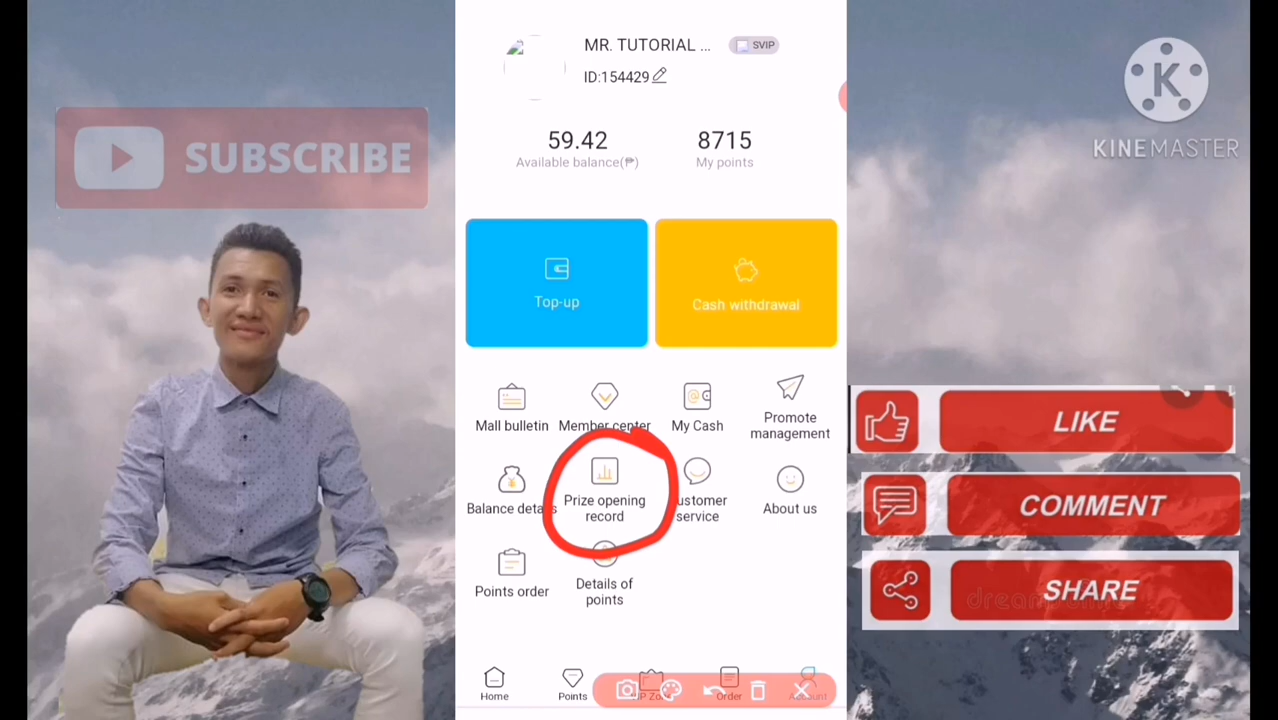 SUBSCRIBE
MR. TUTORIAL ...
SVIP
ID:154429
59.42
8715
Available balance(₱)
My points
Top-up
Cash withdrawal
Mall bulletin
Member center
My Cash
Promote
management
Balance deta
Prize opening
record
ustomer
service
About us
Points order
Details of
points
Home
Points
Order
Account
K
KINEMASTER
LIKE
COMMENT
SHARE